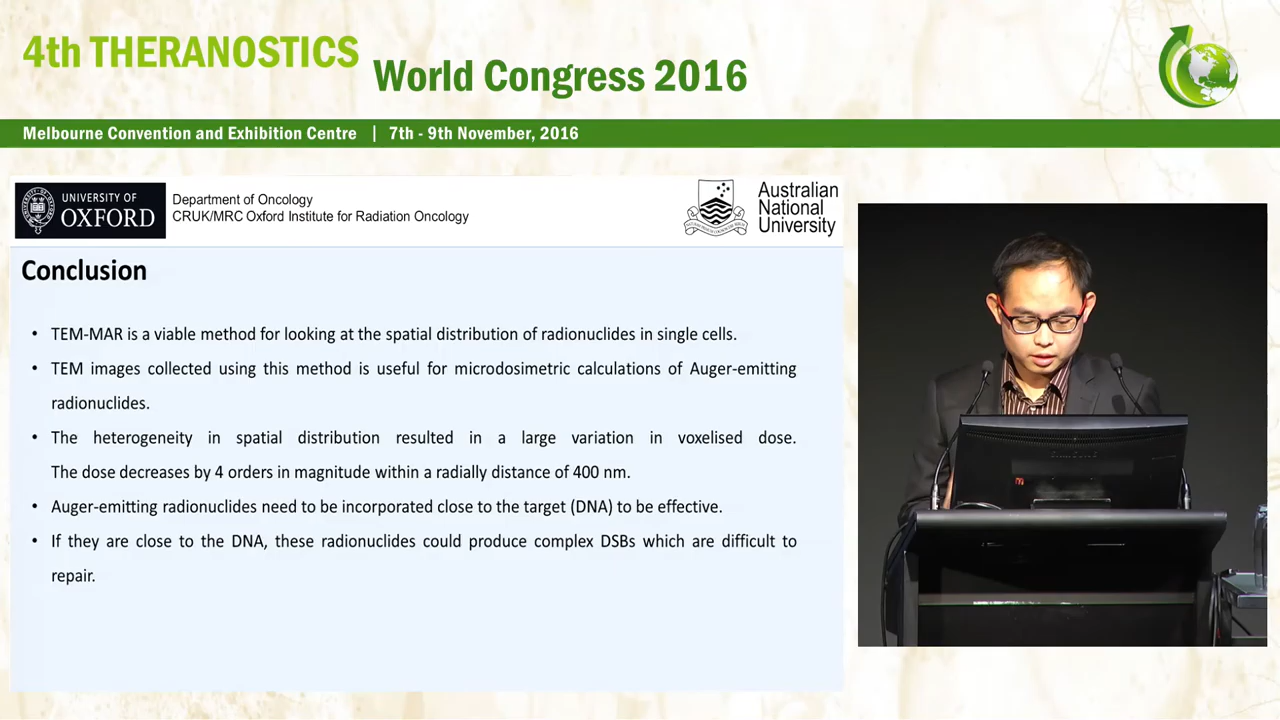 4th THERANOSTICS
World Congress 2016
Melbourne Convention and Exhibition Centre | 7th - 9th November, 2016
UNIVERSITY OF
OXFORD
Department of Oncology
CRUK/MRC Oxford Institute for Radiation Oncology
Australian
National
University
Conclusion
• TEM-MAR is a viable method for looking at the spatial distribution of radionuclides in single cells.
• TEM images collected using this method is useful for microdosimetric calculations of Auger-emitting
radionuclides.
• The heterogeneity in spatial distribution resulted in a large variation in voxelised dose.
The dose decreases by 4 orders in magnitude within a radially distance of 400 nm.
• Auger-emitting radionuclides need to be incorporated close to the target (DNA) to be effective.
• If they are close to the DNA, these radionuclides could produce complex DSBs which are difficult to
repair.